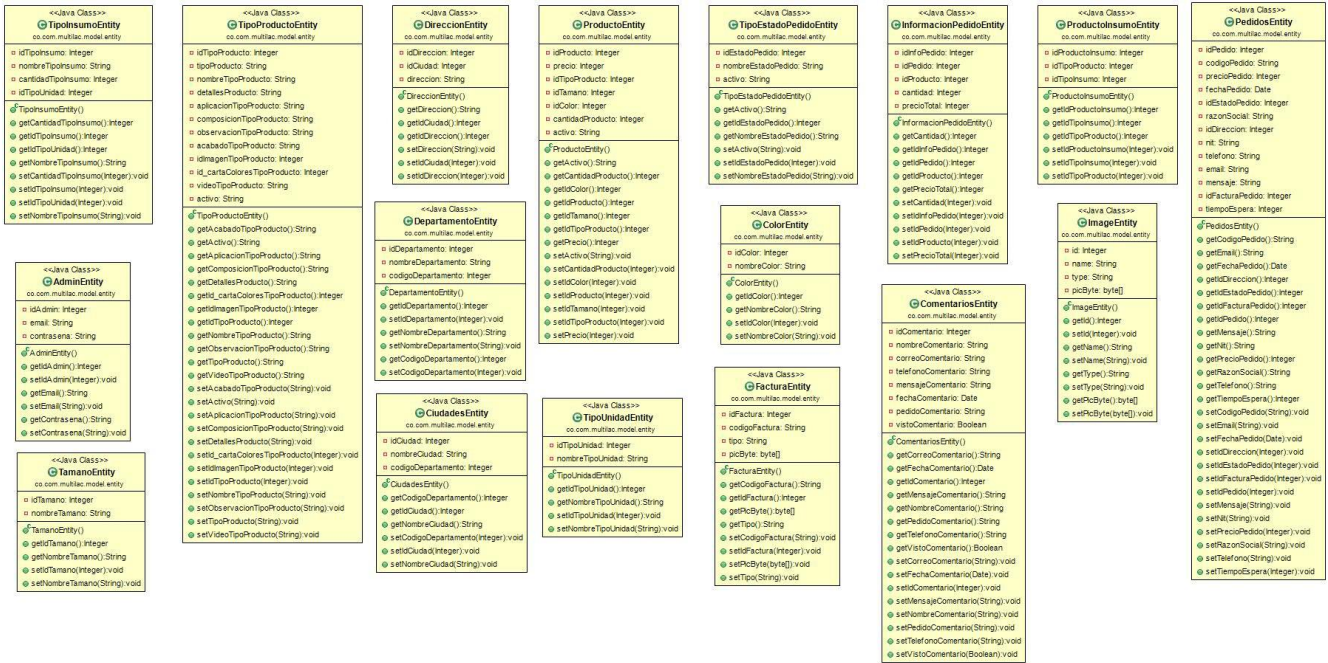 <<Java Class>>
TipoInsumoEntity
co.com.multilac.model.entity
idTipoInsumo: Integer
nombreTipoInsumo: String
cantidadTipoInsumo: Integer
idTipoUnidad: Integer
TipoInsumoEntity()
getCantidadTipoInsumo():Integer
getIdTipoInsumo():Integer
getIdTipoUnidad():Integer
getNombreTipoInsumo():String
setCantidadTipoInsumo(Integer):void
setIdTipoInsumo(Integer):void
setIdTipoUnidad(Integer):void
setNombreTipoInsumo(String):void
<<Java Class>>
AdminEntity
co.com.multilac.model.entity
idAdmin: Integer
email: String
contrasena: String
AdminEntity()
getIdAdmin():Integer
setIdAdmin(Integer):void
getEmail():String
setEmail(String):void
getContrasena():String
setContrasena(String):void
<<Java Class>>
TamanoEntity
co.com.multilac.model.entity
idTamano: Integer
nombreTamano: String
TamanoEntity()
getIdTamano():Integer
getNombreTamano():String
setIdTamano(Integer):void
setNombreTamano(String):void
<<Java Class>>
TipoProductoEntity
co.com.multilac.model.entity
idTipoProducto: Integer
tipoProducto: String
nombreTipoProducto: String
detallesProducto: String
aplicacionTipoProducto: String
composicionTipoProducto: String
observacionTipoProducto: String
acabadoTipoProducto: String
idImagenTipoProducto: Integer
id_cartaColoresTipoProducto: Integer
videoTipoProducto: String
activo: String
TipoProductoEntity()
getAcabadoTipoProducto():String
getActivo():String
getAplicacionTipoProducto():String
getComposicionTipoProducto():String
getDetallesProducto():String
getId_cartaColoresTipoProducto():Integer
getIdImagenTipoProducto():Integer
getIdTipoProducto():Integer
getNombreTipoProducto():String
getObservacionTipoProducto():String
getTipoProducto():String
getVideoTipoProducto():String
setAcabadoTipoProducto(String):void
setActivo(String):void
setAplicacionTipoProducto(String):void
setComposicionTipoProducto(String):void
setDetallesProducto(String):void
setId_cartaColoresTipoProducto(Integer):void
setIdImagenTipoProducto(Integer):void
setIdTipoProducto(Integer):void
setNombreTipoProducto(String):void
setObservacionTipoProducto(String):void
setTipoProducto(String):void
setVideoTipoProducto(String):void
<<Java Class>>
DireccionEntity
co.com.multilac.model.entity
idDireccion: Integer
idCiudad: Integer
direccion: String
DireccionEntity()
getDireccion():String
getIdCiudad():Integer
getIdDireccion():Integer
setDireccion(String):void
setIdCiudad(Integer):void
setIdDireccion(Integer):void
<<Java Class>>
DepartamentoEntity
co.com.multilac.model.entity
idDepartamento: Integer
nombreDepartamento: String
codigoDepartamento: Integer
DepartamentoEntity()
getIdDepartamento():Integer
setIdDepartamento(Integer):void
getNombreDepartamento():String
setNombreDepartamento(String):void
getCodigoDepartamento():Integer
setCodigoDepartamento(Integer):void
<<Java Class>>
CiudadesEntity
co.com.multilac.model.entity
idCiudad: Integer
nombreCiudad: String
codigoDepartamento: Integer
CiudadesEntity()
getCodigoDepartamento():Integer
getIdCiudad():Integer
getNombreCiudad():String
setCodigoDepartamento(Integer):void
setIdCiudad(Integer):void
setNombreCiudad(String):void
<<Java Class>>
ProductoEntity
co.com.multilac.model.entity
idProducto: Integer
precio: Integer
idTipoProducto: Integer
idTamano: Integer
idColor: Integer
cantidadProducto: Integer
activo: String
ProductoEntity()
getActivo():String
getCantidadProducto():Integer
getIdColor():Integer
getIdProducto():Integer
getIdTamano():Integer
getIdTipoProducto():Integer
getPrecio():Integer
setActivo(String):void
setCantidadProducto(Integer):void
setIdColor(Integer):void
setIdProducto(Integer):void
setIdTamano(Integer):void
setIdTipoProducto(Integer):void
setPrecio(Integer):void
<<Java Class>>
TipoUnidadEntity
co.com.multilac.model.entity
idTipoUnidad: Integer
nombreTipoUnidad: String
TipoUnidadEntity()
getIdTipoUnidad():Integer
getNombreTipoUnidad():String
setIdTipoUnidad(Integer):void
setNombreTipoUnidad(String):void
<<Java Class>>
TipoEstadoPedidoEntity
co.com.multilac.model.entity
idEstadoPedido: Integer
nombreEstadoPedido: String
activo: String
TipoEstadoPedidoEntity()
getActivo():String
getIdEstadoPedido():Integer
getNombreEstadoPedido():String
setActivo(String):void
setIdEstadoPedido(Integer):void
setNombreEstadoPedido(String):void
<<Java Class>>
ColorEntity
co.com.multilac.model.entity
idColor: Integer
nombreColor: String
ColorEntity()
getIdColor():Integer
getNombreColor():String
setIdColor(Integer):void
setNombreColor(String):void
<<Java Class>>
FacturaEntity
co.com.multilac.model.entity
idFactura: Integer
codigoFactura: String
tipo: String
picByte: byte[]
FacturaEntity()
getCodigoFactura():String
getIdFactura():Integer
getPicByte():byte[]
getTipo():String
setCodigoFactura(String):void
setIdFactura(Integer):void
setPicByte(byte[]):void
setTipo(String):void
<<Java Class>>
InformacionPedidoEntity
co.com.multilac.model.entity
idInfoPedido: Integer
idPedido: Integer
idProducto: Integer
cantidad: Integer
precioTotal: Integer
InformacionPedidoEntity()
getCantidad():Integer
getIdInfoPedido():Integer
getIdPedido():Integer
getIdProducto():Integer
getPrecioTotal():Integer
setCantidad(Integer):void
setIdInfoPedido(Integer):void
setIdPedido(Integer):void
setIdProducto(Integer):void
setPrecioTotal(Integer):void
<<Java Class>>
ComentariosEntity
co.com.multilac.model.entity
idComentario: Integer
nombreComentario: String
correoComentario: String
telefonoComentario: String
mensajeComentario: String
fechaComentario: Date
pedidoComentario: String
vistoComentario: Boolean
ComentariosEntity()
getCorreoComentario():String
getFechaComentario():Date
getIdComentario():Integer
getMensajeComentario():String
getNombreComentario():String
getPedidoComentario():String
getTelefonoComentario():String
getVistoComentario():Boolean
setCorreoComentario(String):void
setFechaComentario(Date):void
setIdComentario(Integer):void
setMensajeComentario(String):void
setNombreComentario(String):void
setPedidoComentario(String):void
setTelefonoComentario(String):void
setVistoComentario(Boolean):void
<<Java Class>>
ProductoInsumoEntity
co.com.multilac.model.entity
idProductoInsumo: Integer
idTipoProducto: Integer
idTipoInsumo: Integer
ProductoInsumoEntity()
getIdProductoInsumo():Integer
getIdTipoInsumo():Integer
getIdTipoProducto():Integer
setIdProductoInsumo(Integer):void
setIdTipoInsumo(Integer):void
setIdTipoProducto(Integer):void
<<Java Class>>
ImageEntity
co.com.multilac.model.entity
id: Integer
name: String
type: String
picByte: byte[]
ImageEntity()
getId():Integer
setId(Integer):void
getName():String
setName(String):void
getType():String
setType(String):void
getPicByte():byte[]
setPicByte(byte[]):void
<<Java Class>>
PedidosEntity
co.com.multilac.model.entity
idPedido: Integer
codigoPedido: String
precioPedido: Integer
fechaPedido: Date
idEstadoPedido: Integer
razonSocial: String
idDireccion: Integer
nit: String
telefono: String
email: String
mensaje: String
idFacturaPedido: Integer
tiempoEspera: Integer
PedidosEntity()
getCodigoPedido():String
getEmail():String
getFechaPedido():Date
getIdDireccion():Integer
getIdEstadoPedido():Integer
getIdFacturaPedido():Integer
getIdPedido():Integer
getMensaje():String
getNit():String
getPrecioPedido():Integer
getRazonSocial():String
getTelefono():String
getTiempoEspera():Integer
setCodigoPedido(String):void
setEmail(String):void
setFechaPedido(Date):void
setIdDireccion(Integer):void
setIdEstadoPedido(Integer):void
setIdFacturaPedido(Integer):void
setIdPedido(Integer):void
setMensaje(String):void
setNit(String):void
setPrecioPedido(Integer):void
setRazonSocial(String):void
setTelefono(String):void
setTiempoEspera(Integer):void